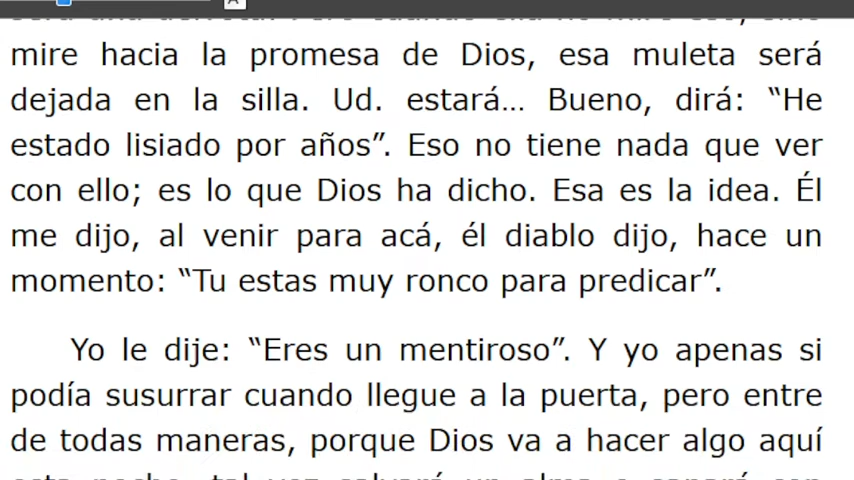 mire hacia la promesa de Dios, esa muleta será
dejada en la silla. Ud. estará... Bueno, dirá: “He
estado lisiado por años”. Eso no tiene nada que ver
con ello; es lo que Dios ha dicho. Esa es la idea. Él
me dijo, al venir para acá, él diablo dijo, hace un
momento: “Tu estas muy ronco para predicar”.
Yo le dije: “Eres un mentiroso”. Y yo apenas si
podía susurrar cuando llegue a la puerta, pero entre
de todas maneras, porque Dios va a hacer algo aquí